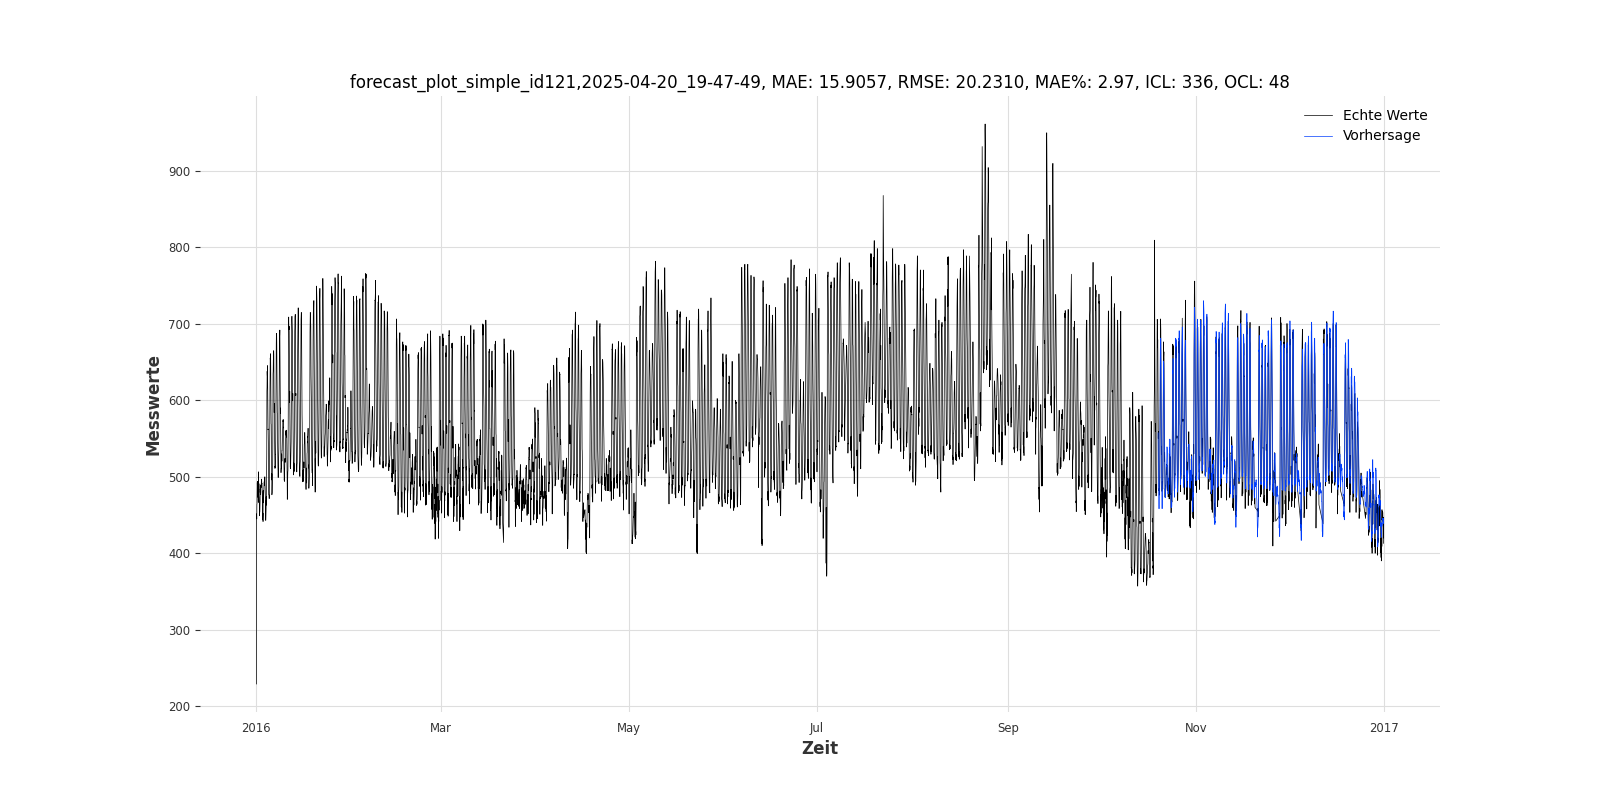 forecast_plot_simple_id121,2025-04-20_19-47-49, MAE: 15.9057, RMSE: 20.2310, MAE%: 2.97, ICL: 336, OCL: 48
Echte Werte
Vorhersage
900
800
700
600
500
400
300
200
Messwerte
2016 Mar May Jul Sep Nov 2017
Zeit